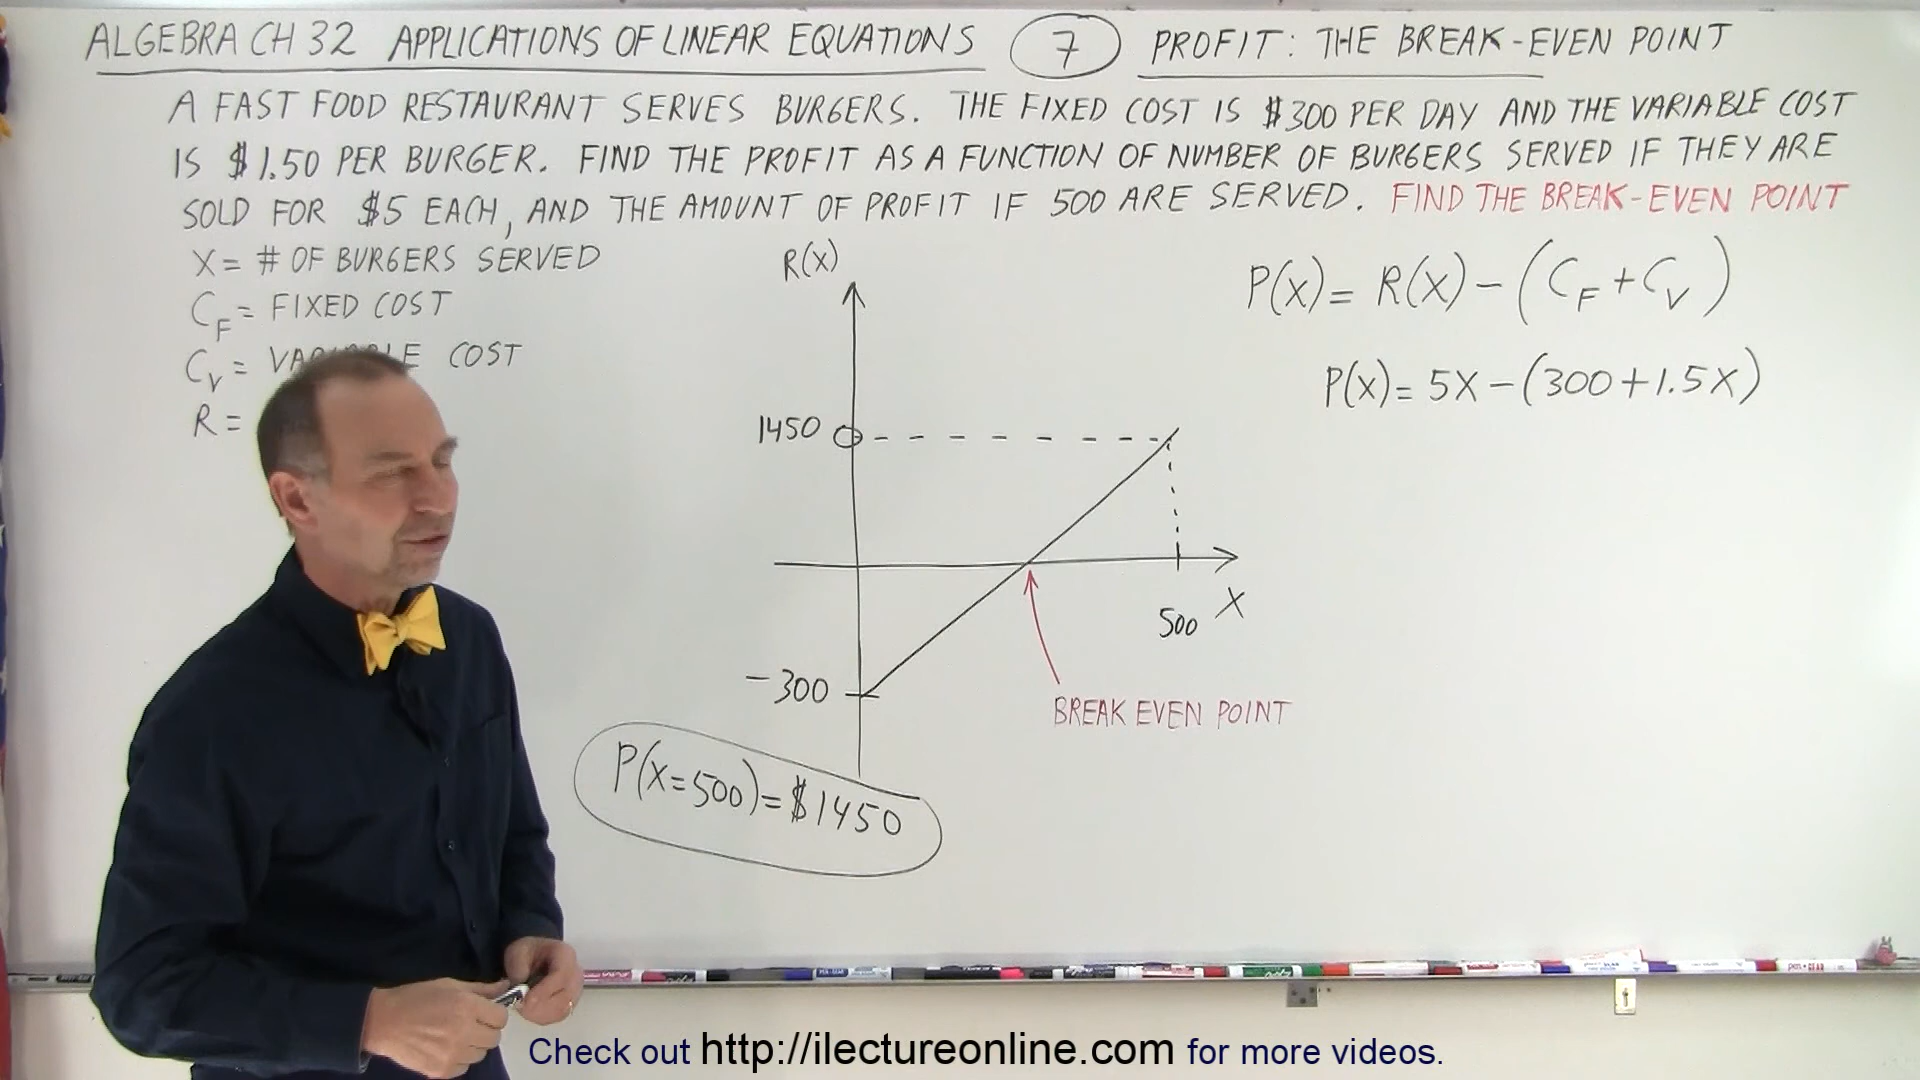 ALGEBRA CH 32 APPLICATIONS OF LINEAR EQUATIONS 7 PROFIT: THE BREAK-EVEN POINT
A FAST FOOD RESTAURANT SERVES BURGERS. THE FIXED COST IS $300 PER DAY AND THE VARIABLE COST
IS $1.50 PER BURGER. FIND THE PROFIT AS A FUNCTION OF NUMBER OF BURGERS SERVED IF THEY ARE
SOLD FOR $5 EACH, AND THE AMOUNT OF PROFIT IF 500 ARE SERVED. FIND THE BREAK-EVEN POINT
X = # OF BURGERS SERVED
C_F = FIXED COST
C_V = COST
R =
R(X)
1450
500 X
-300
BREAK EVEN POINT
P(X=500)=$1450
P(X)= R(X)-(C_F+C_V)
P(X)= 5X-(300+1.5X)
Check out http://ilectureonline.com for more videos.